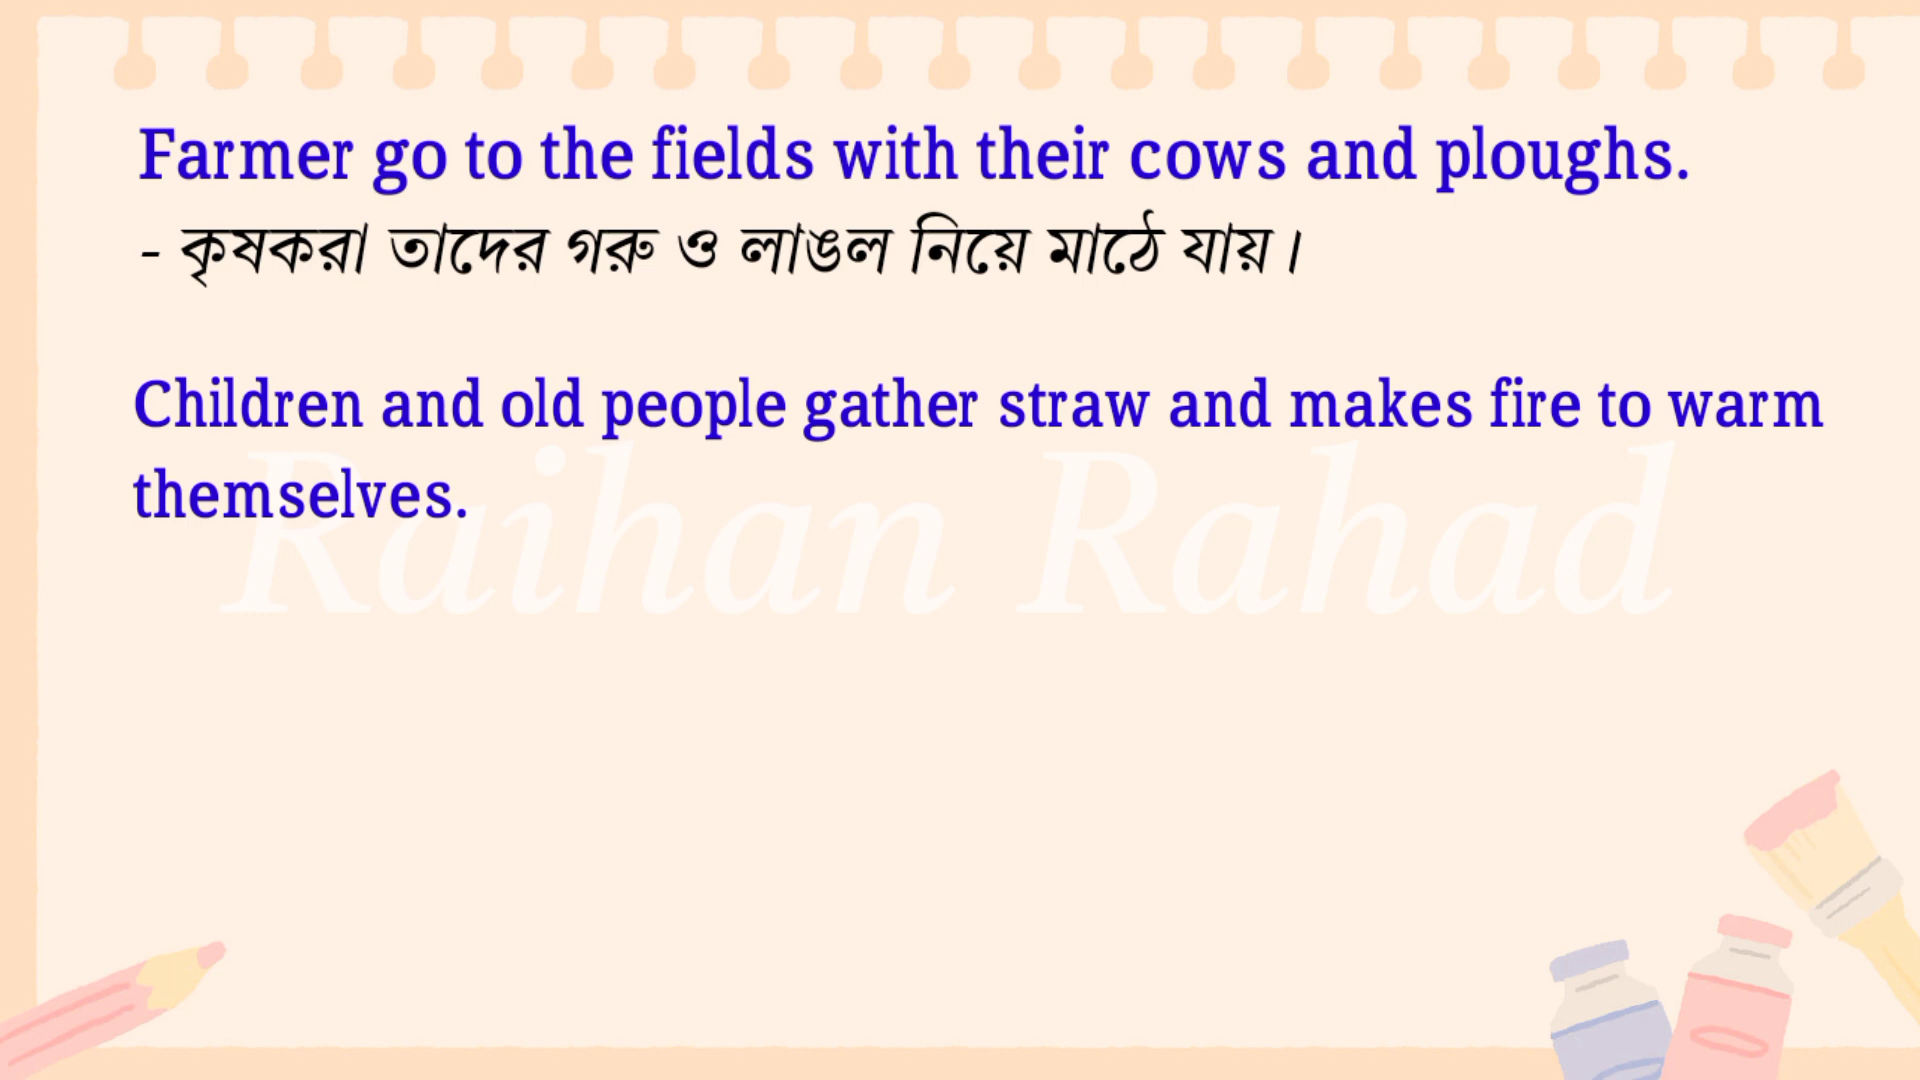 Farmer go to the fields with their cows and ploughs.
- কৃষকরা তাদের গরু ও লাঙল নিয়ে মাঠে যায়।
Children and old people gather straw and makes fire to warm
themselves.
Raihan Rahad